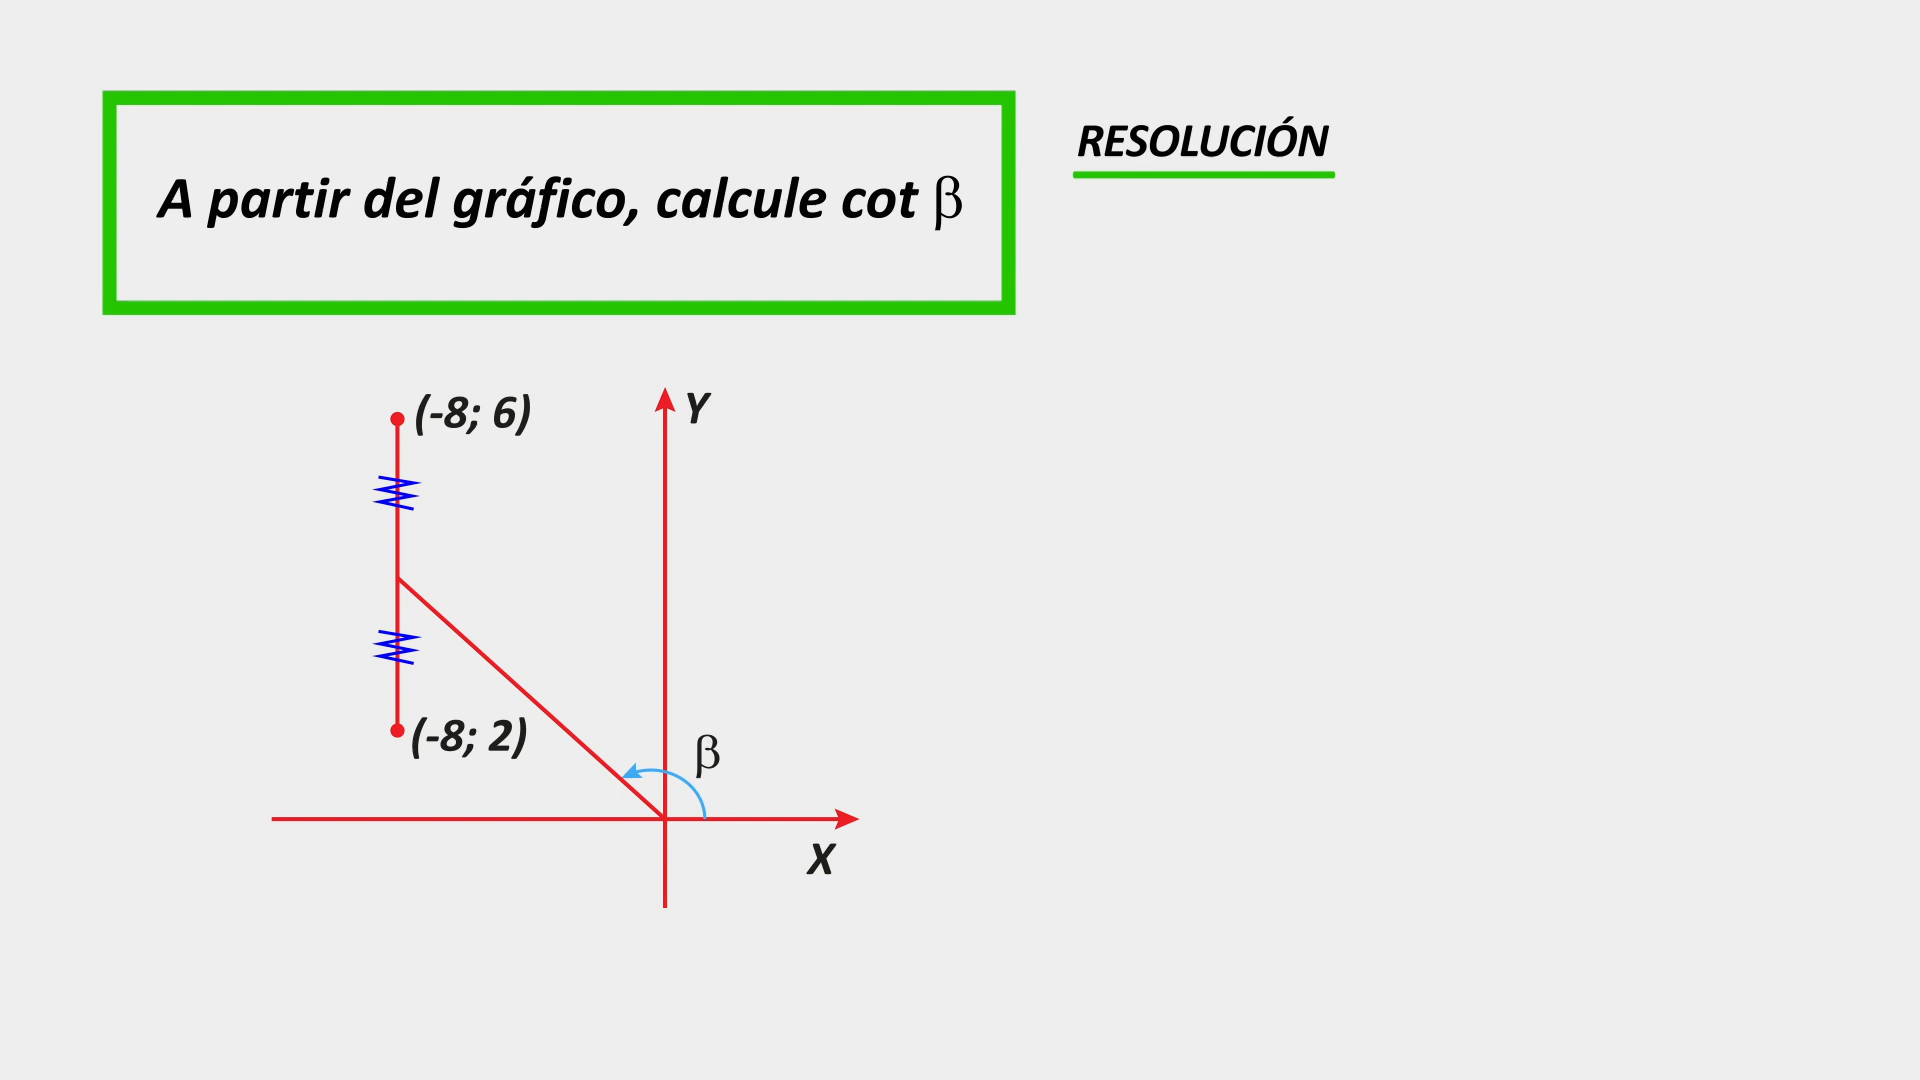 A partir del gráfico, calcule cot β
RESOLUCIÓN
(-8; 6)
Y
(-8; 2)
β
X